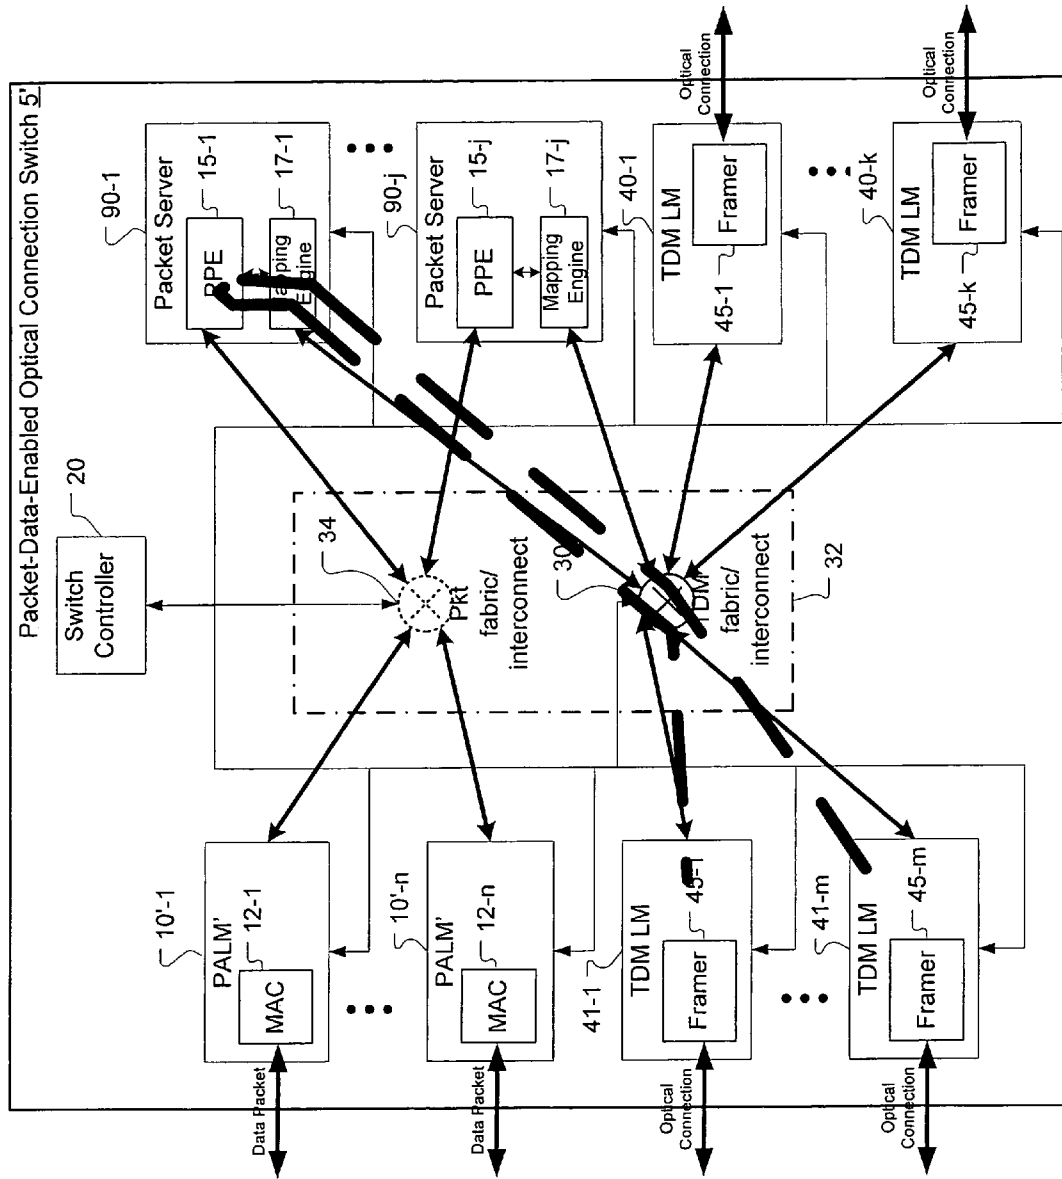 Packet-Data-Enabled Optical Connection Switch 5'
Switch
Controller
20
10'-1
PALM'
12-1
MAC
Data Packet
10'-n
PALM'
12-n
MAC
Data Packet
41-1
TDM LM
45-1
Framer
Optical
Connection
41-m
TDM LM
45-m
Framer
Optical
Connection
34
Pkt
fabric/
interconnect
30
TDM
fabric/
interconnect
32
90-1
Packet Server
15-1
PPE
17-1
Mapping
Engine
90-j
Packet Server
15-j
PPE
17-j
Mapping
Engine
40-1
TDM LM
45-1
Framer
Optical
Connection
40-k
TDM LM
45-k
Framer
Optical
Connection